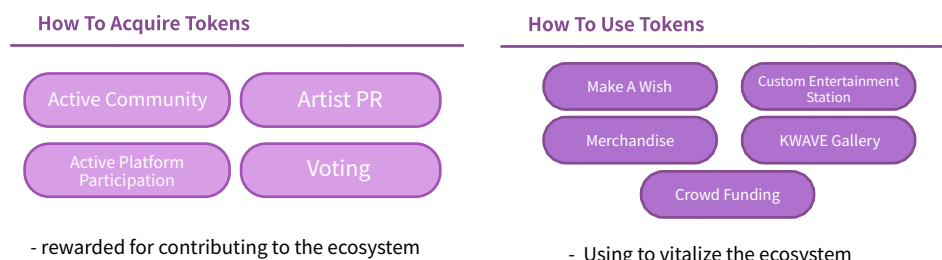 How To Acquire Tokens
Active Community
Artist PR
Active Platform
Participation
Voting
- rewarded for contributing to the ecosystem
How To Use Tokens
Make A Wish
Custom Entertainment
Station
Merchandise
KWAVE Gallery
Crowd Funding
- Using to vitalize the ecosystem